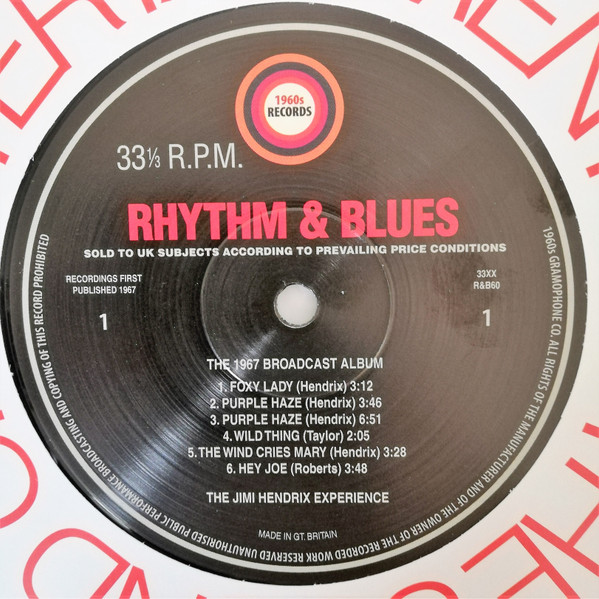 1960s
RECORDS
33⅓ R.P.M.
RHYTHM & BLUES
SOLD TO UK SUBJECTS ACCORDING TO PREVAILING PRICE CONDITIONS
RECORDINGS FIRST
PUBLISHED 1967
33XX
R&B60
1
1
THE 1967 BROADCAST ALBUM
1. FOXY LADY (Hendrix) 3:12
2. PURPLE HAZE (Hendrix) 3:46
3. PURPLE HAZE (Hendrix) 6:51
4. WILD THING (Taylor) 2:05
5.THE WIND CRIES MARY (Hendrix) 3:28
6. HEY JOE (Roberts) 3:48
THE JIMI HENDRIX EXPERIENCE
MADE IN GT. BRITAIN
1960s GRAMOPHONE CO. ALL RIGHTS OF THE MANUFACTURER AND OF THE OWNER OF THE RECORDED WORK RESERVED UNAUTHORISED PUBLIC PERFORMANCE BROADCASTING AND COPYING OF THIS RECORD PROHIBITED